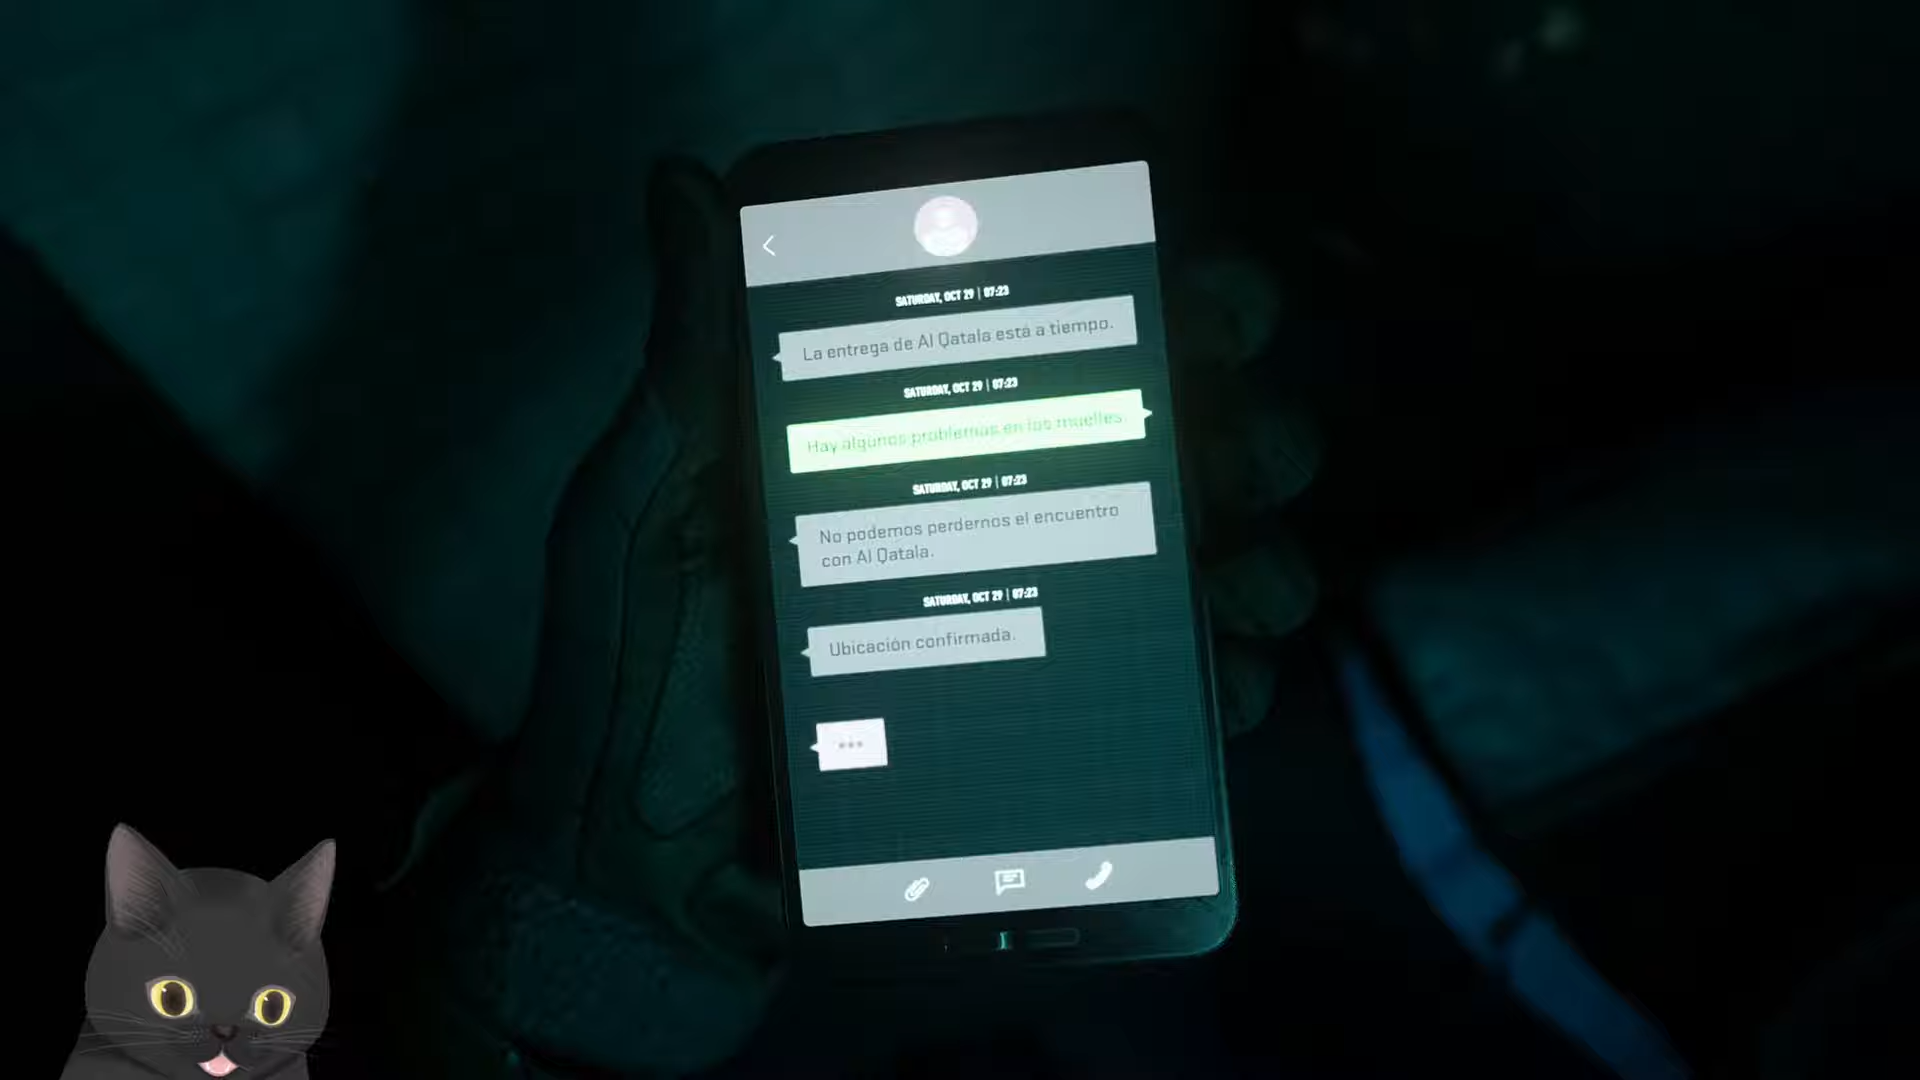 SATURDAY, OCT 29 | 07:23
La entrega de Al Qatala está a tiempo.
SATURDAY, OCT 29 | 07:23
Hay algunos problemas en los muelles.
SATURDAY, OCT 29 | 07:23
No podemos perdernos el encuentro
con Al Qatala.
SATURDAY, OCT 29 | 07:23
Ubicación confirmada.